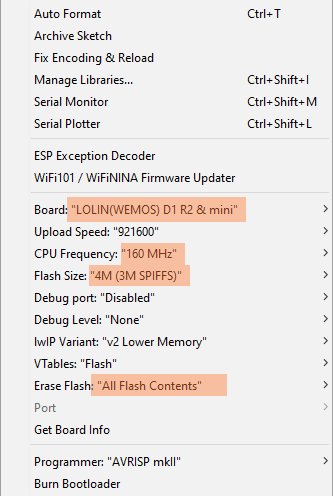 Auto Format Ctrl+T
Archive Sketch
Fix Encoding & Reload
Manage Libraries... Ctrl+Shift+I
Serial Monitor Ctrl+Shift+M
Serial Plotter Ctrl+Shift+L
ESP Exception Decoder
WiFi101 / WiFiNINA Firmware Updater
Board: "LOLIN(WEMOS) D1 R2 & mini"
Upload Speed: "921600"
CPU Frequency: "160 MHz"
Flash Size: "4M (3M SPIFFS)"
Debug port: "Disabled"
Debug Level: "None"
lwIP Variant: "v2 Lower Memory"
VTables: "Flash"
Erase Flash: "All Flash Contents"
Port
Get Board Info
Programmer: "AVRISP mkII"
Burn Bootloader